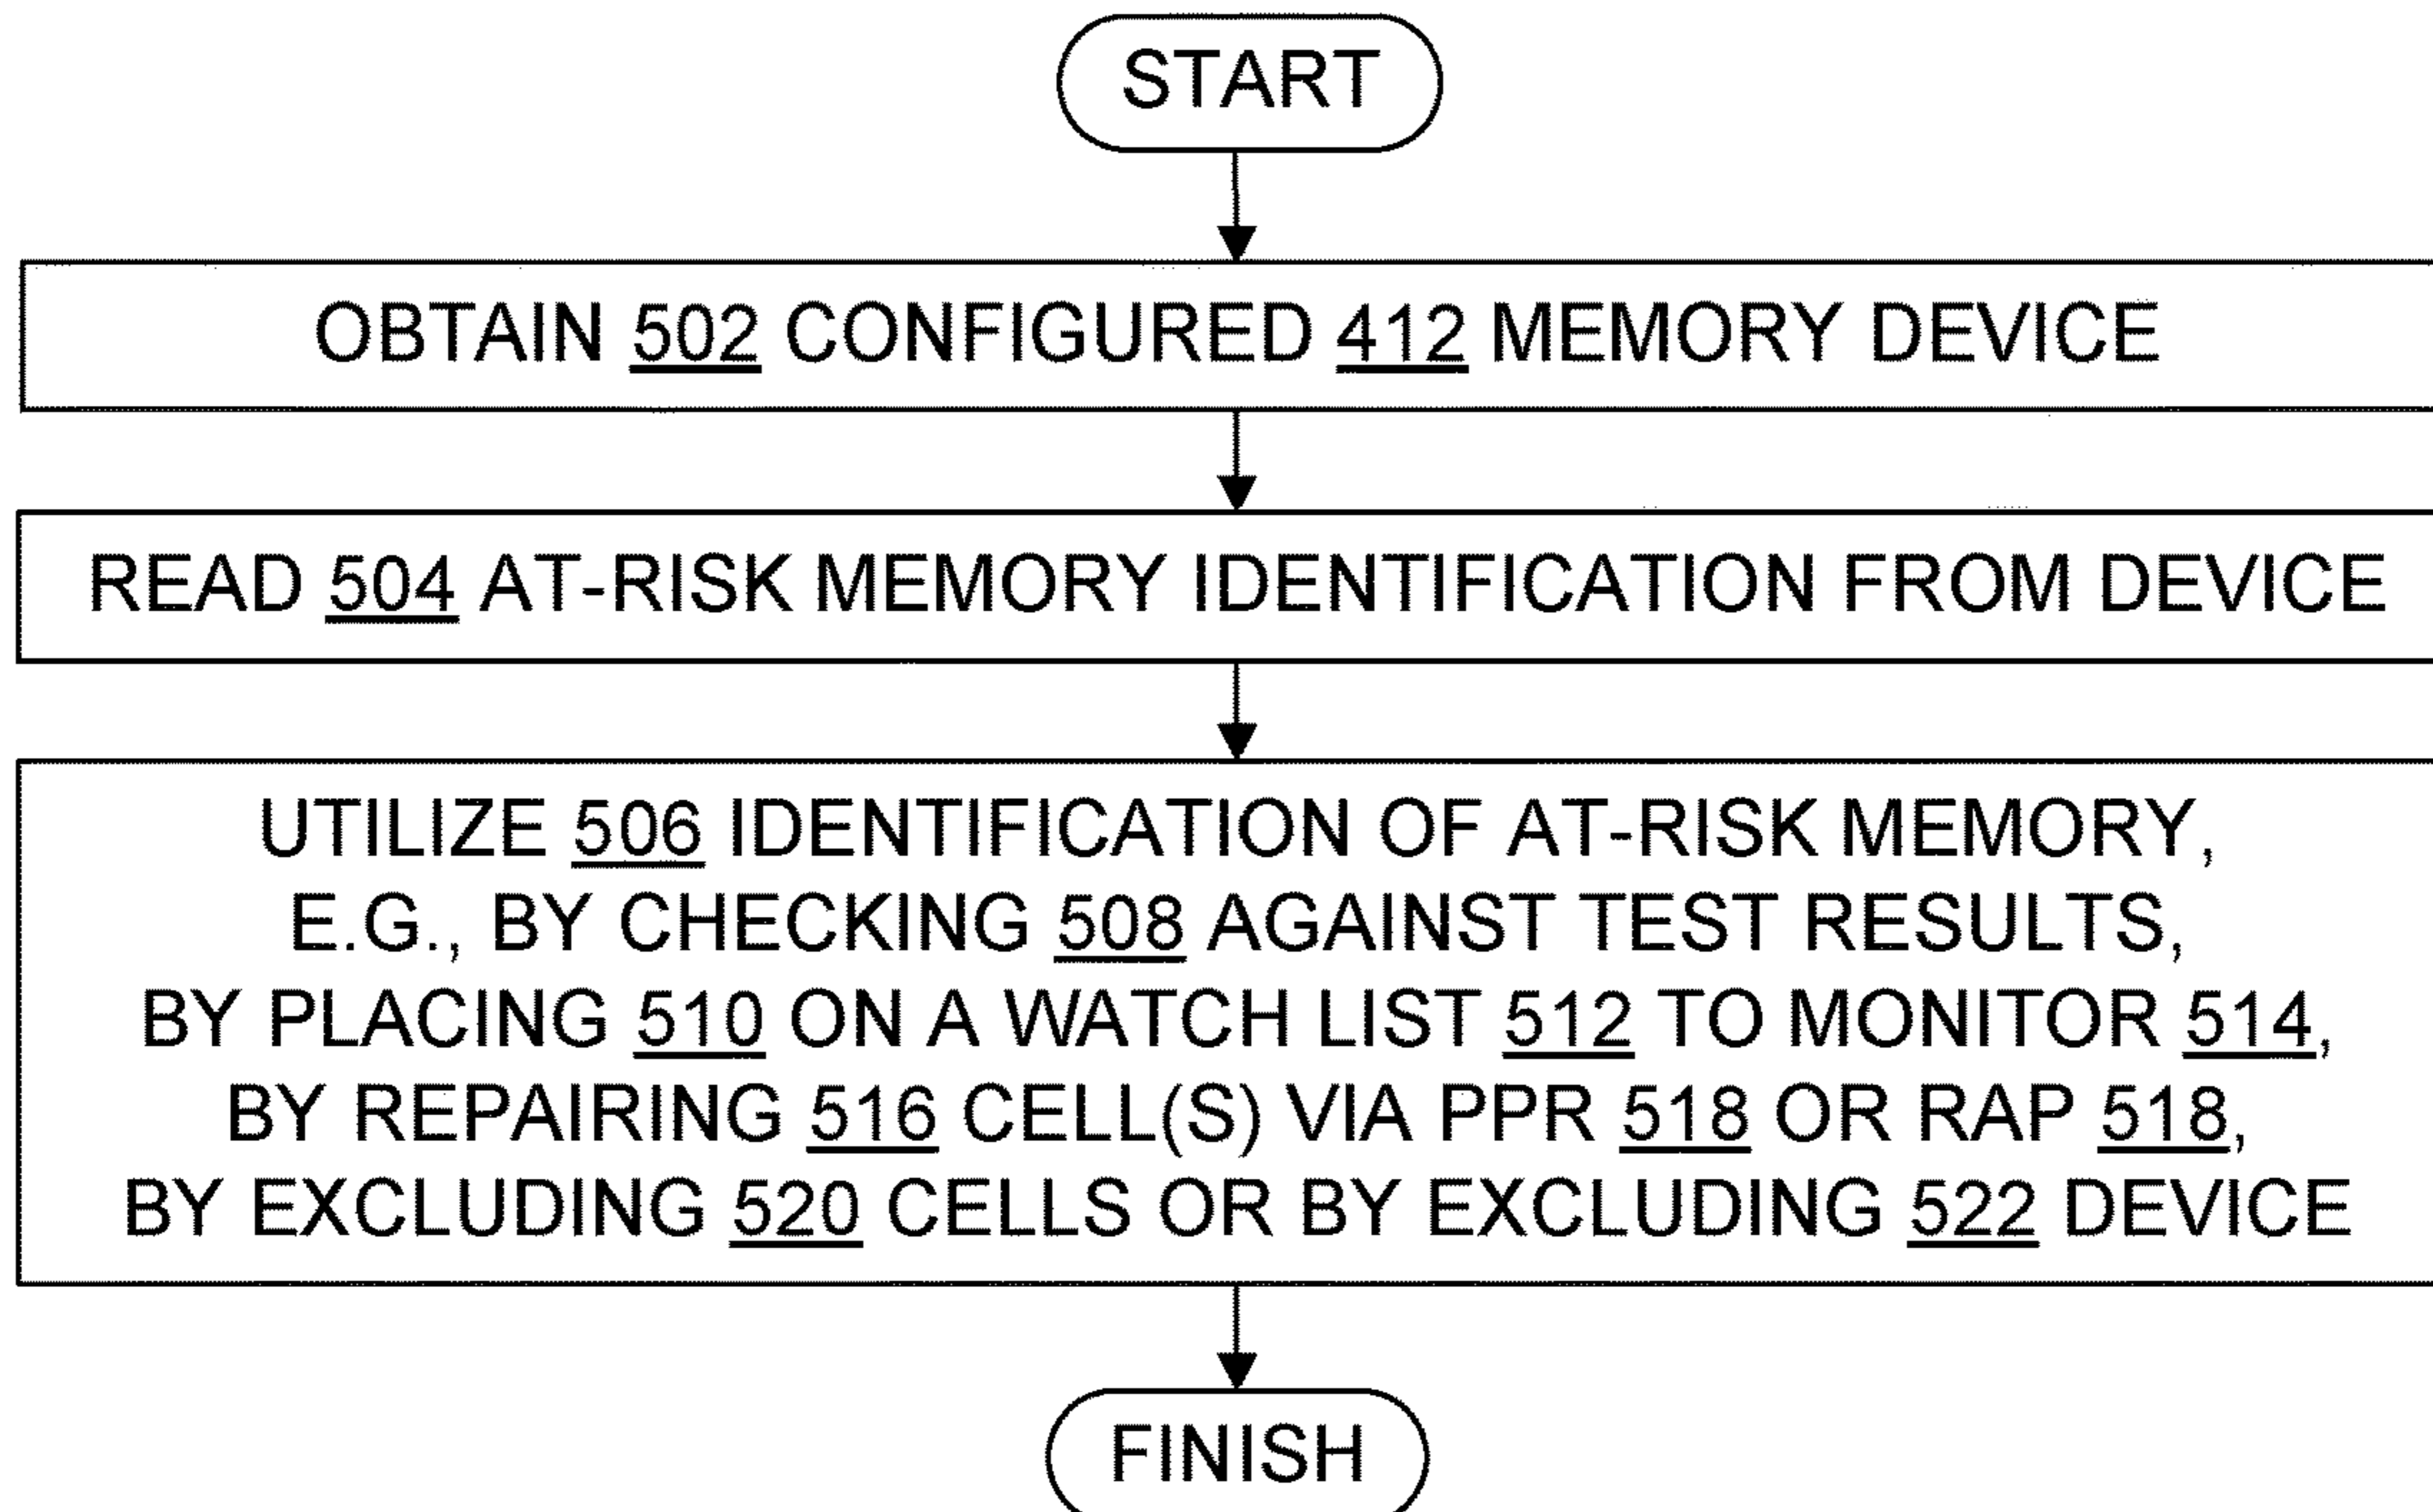 START
OBTAIN 502 CONFIGURED 412 MEMORY DEVICE
READ 504 AT-RISK MEMORY IDENTIFICATION FROM DEVICE
UTILIZE 506 IDENTIFICATION OF AT-RISK MEMORY,
E.G., BY CHECKING 508 AGAINST TEST RESULTS,
BY PLACING 510 ON A WATCH LIST 512 TO MONITOR 514,
BY REPAIRING 516 CELL(S) VIA PPR 518 OR RAP 518,
BY EXCLUDING 520 CELLS OR BY EXCLUDING 522 DEVICE
FINISH